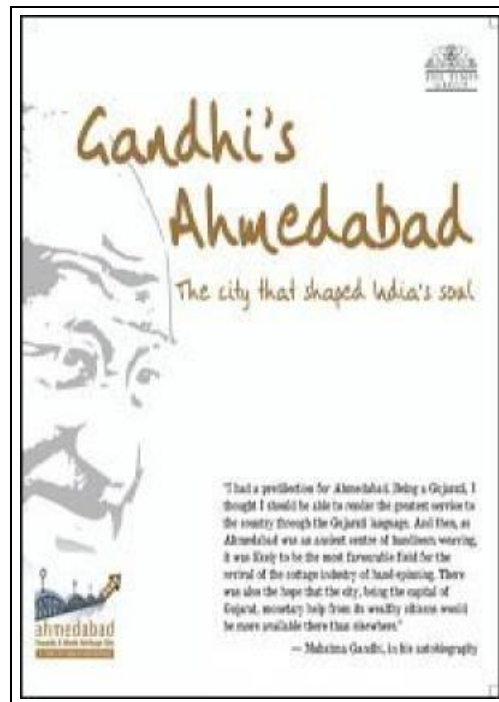 THE TIMES
GROUP
Gandhi's
Ahmedabad
The city that shaped India's soul
"I had a predilection for Ahmedabad. Being a Gujarati, I
thought I should be able to render the greatest service to
the country through the Gujarati language. And then, as
Ahmedabad was an ancient centre of handloom weaving,
it was likely to be the most favourable field for the
revival of the cottage industry of hand-spinning. There
was also the hope that the city, being the capital of
Gujarat, monetary help from its wealthy citizens would
be more available there than elsewhere."
— Mahatma Gandhi, in his autobiography
ahmedabad